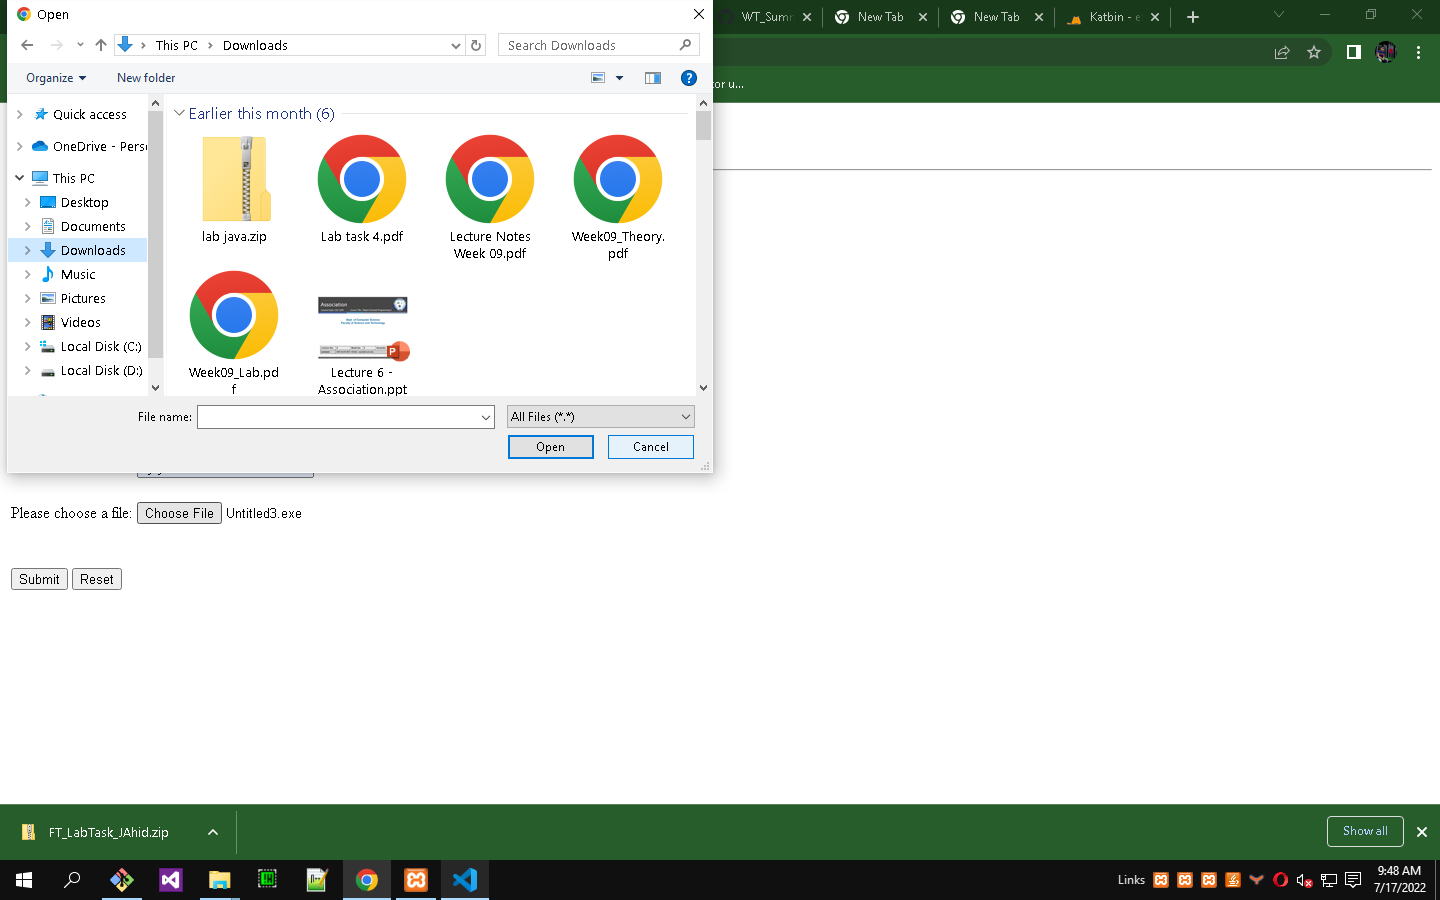 Open
WT_Sum
New Tab
New Tab
Katbin - e
This PC
Downloads
Search Downloads
Organize
New folder
or u...
Quick access
OneDrive - Pers
This PC
Desktop
Documents
Downloads
Music
Pictures
Videos
Local Disk (C:)
Local Disk (D:)
Earlier this month (6)
lab java.zip
Lab task 4.pdf
Lecture Notes
Week 09.pdf
Week09_Theory.
pdf
Week09_Lab.pd
f
Association
Lecture 6 -
Association.ppt
File name:
All Files (*.*)
Open
Cancel
Please choose a file:
Choose File
Untitled3.exe
Submit
Reset
FT_LabTask_JAhid.zip
Show all
Links
9:48 AM
7/17/2022